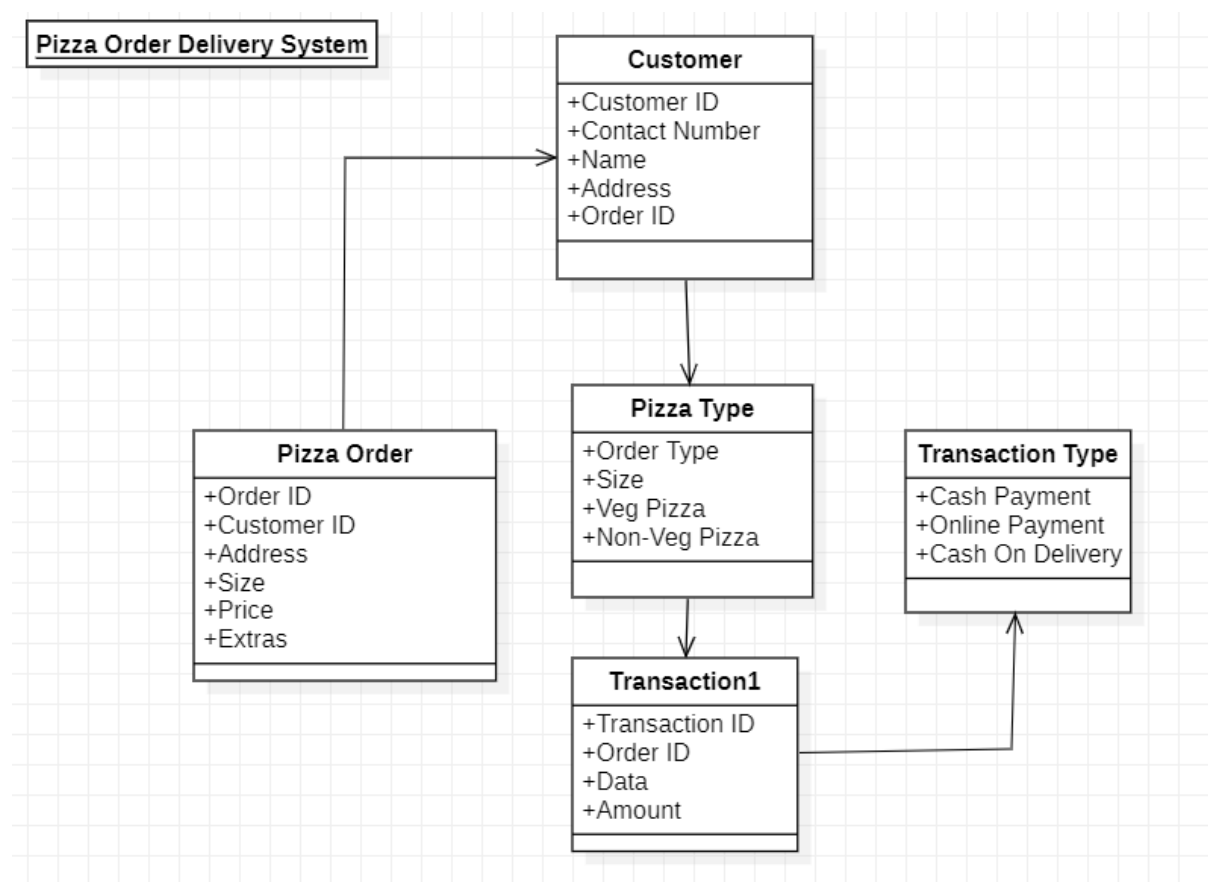 Pizza Order Delivery System
Customer
+Customer ID
+Contact Number
+Name
+Address
+Order ID
Pizza Order
+Order ID
+Customer ID
+Address
+Size
+Price
+Extras
Pizza Type
+Order Type
+Size
+Veg Pizza
+Non-Veg Pizza
Transaction Type
+Cash Payment
+Online Payment
+Cash On Delivery
Transaction1
+Transaction ID
+Order ID
+Data
+Amount